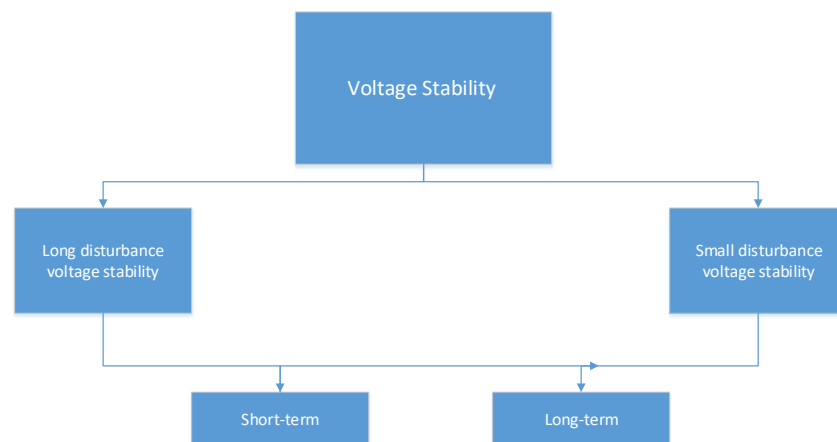 Voltage Stability
Long disturbance
voltage stability
Small disturbance
voltage stability
Short-term
Long-term